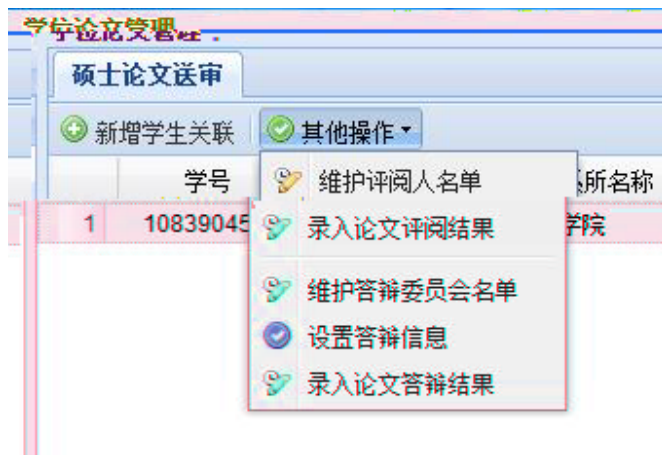 学位论文管理
硕士论文送审
新增学生关联 其他操作
学号 所名称
维护评阅人名单
1 10839045 学院
录入论文评阅结果
维护答辩委员会名单
设置答辩信息
录入论文答辩结果